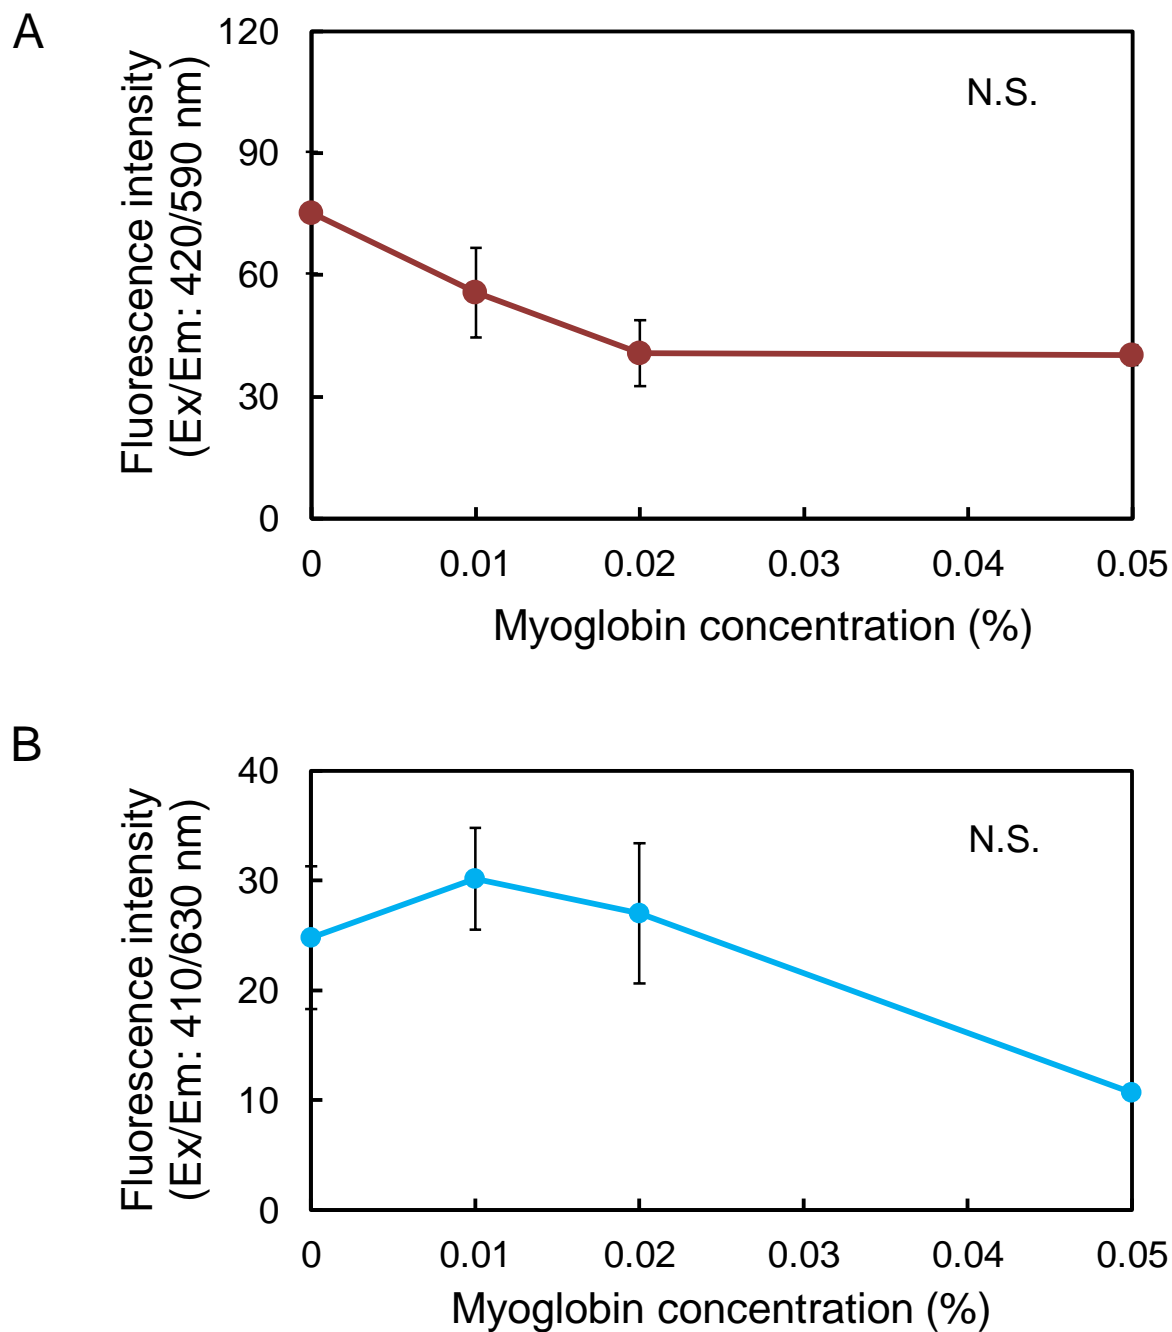 A
Fluorescence intensity
(Ex/Em: 420/590 nm)
120
90
60
30
0
N.S.
0 0.01 0.02 0.03 0.04 0.05
Myoglobin concentration (%)
B
Fluorescence intensity
(Ex/Em: 410/630 nm)
40
30
20
10
0
N.S.
0 0.01 0.02 0.03 0.04 0.05
Myoglobin concentration (%)